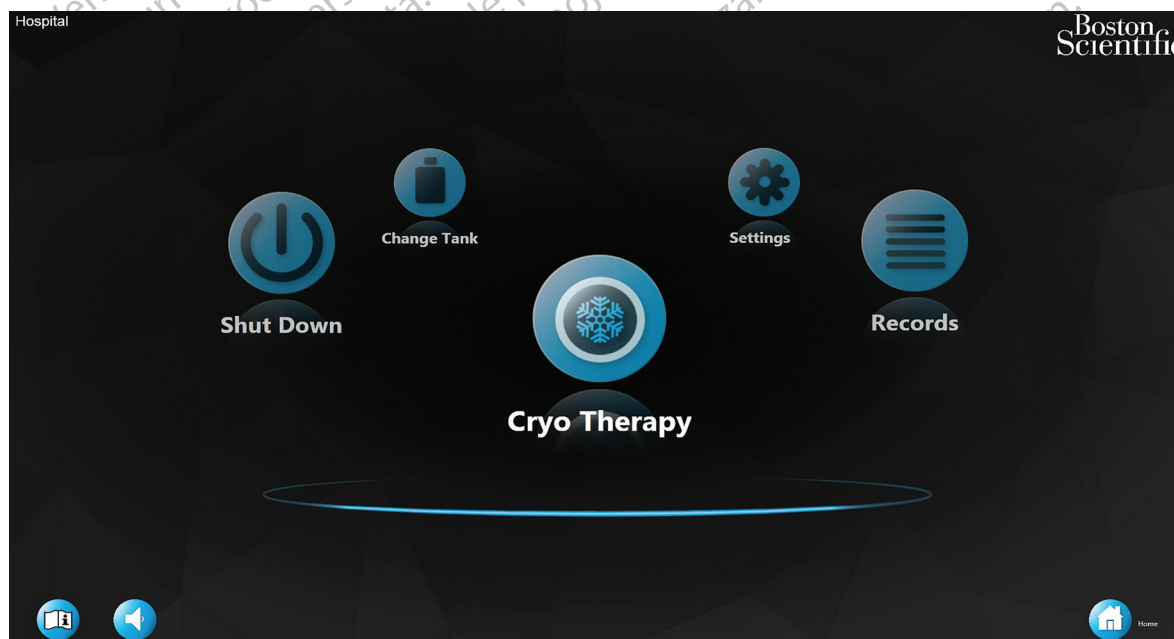 Hospital
Boston
Scientific
Change Tank
Settings
Shut Down
Records
Cryo Therapy
Home